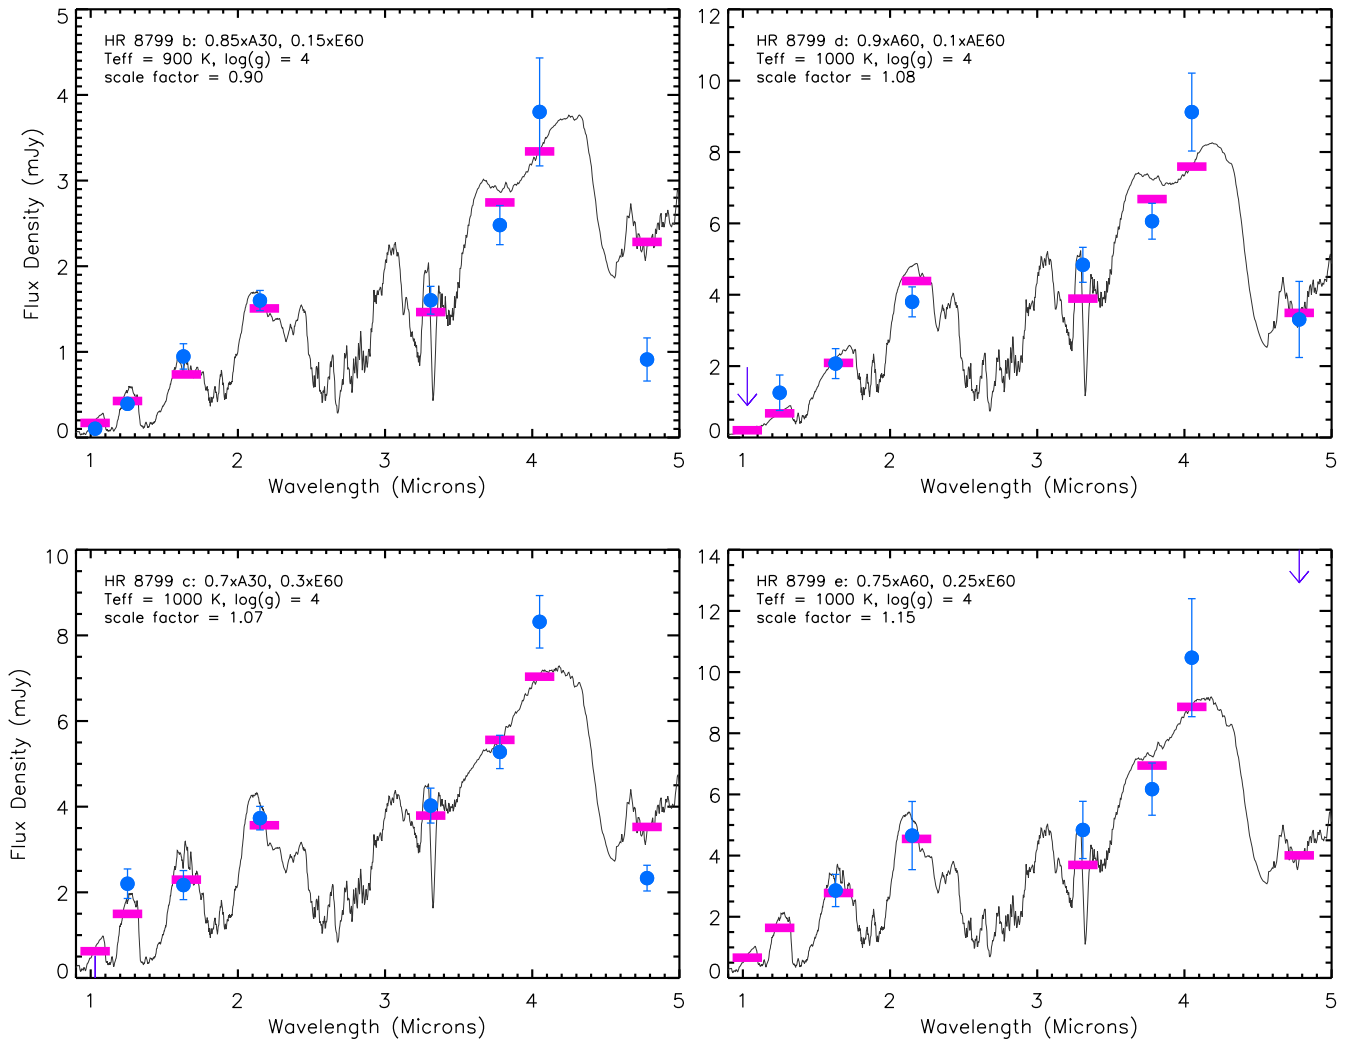 HR 8799 b: 0.85xA30, 0.15xE60
Teff = 900 K, log(g) = 4
scale factor = 0.90
5
4
3
2
1
0
Flux Density (mJy)
1 2 3 4 5
Wavelength (Microns)
HR 8799 d: 0.9xA60, 0.1xAE60
Teff = 1000 K, log(g) = 4
scale factor = 1.08
12
10
8
6
4
2
0
1 2 3 4 5
Wavelength (Microns)
HR 8799 c: 0.7xA30, 0.3xE60
Teff = 1000 K, log(g) = 4
scale factor = 1.07
10
8
6
4
2
0
Flux Density (mJy)
1 2 3 4 5
Wavelength (Microns)
HR 8799 e: 0.75xA60, 0.25xE60
Teff = 1000 K, log(g) = 4
scale factor = 1.15
14
12
10
8
6
4
2
0
1 2 3 4 5
Wavelength (Microns)